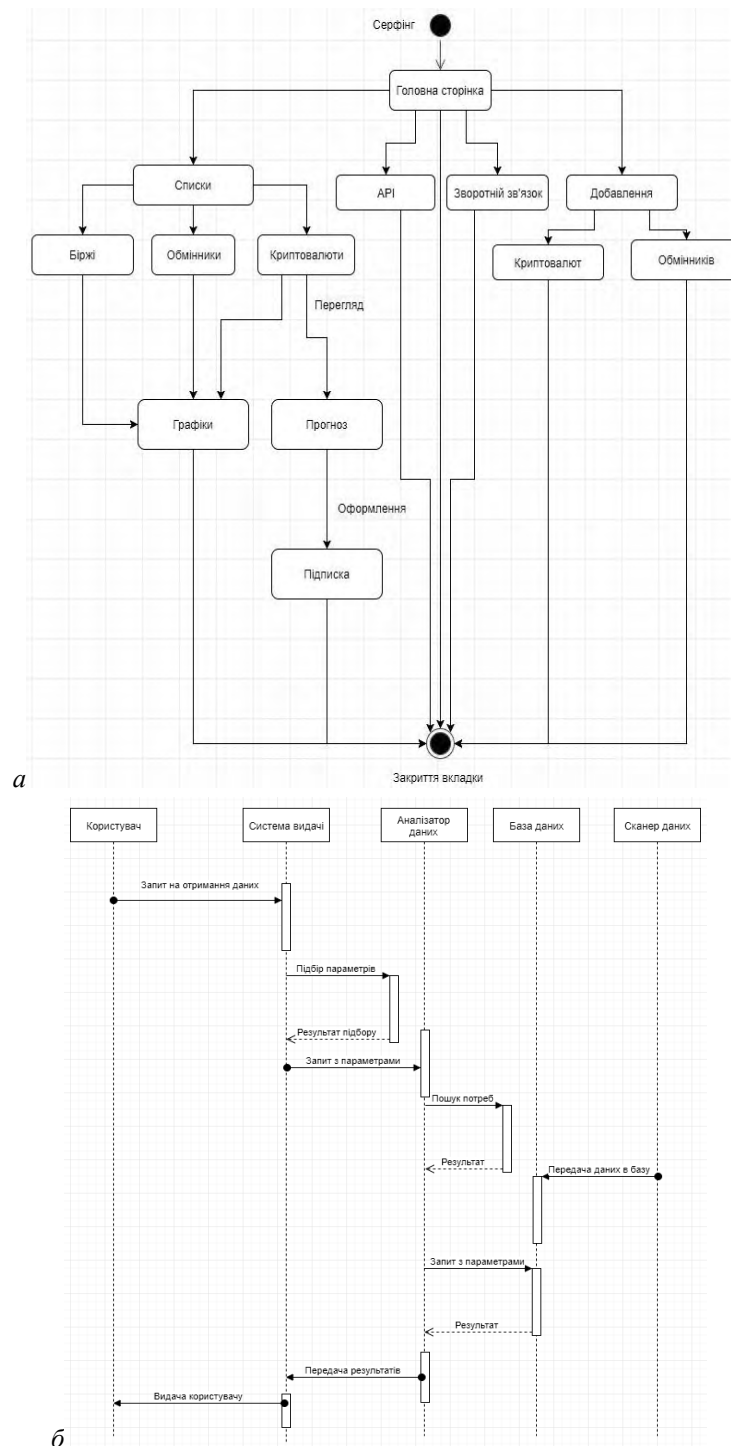 Серфінг
Головна сторінка
Списки
API
Зворотній зв'язок
Добавлення
Біржі
Обмінники
Криптовалюти
Криптовалют
Обмінників
Перегляд
Графіки
Прогноз
Оформлення
Підписка
Закриття вкладки
а
Користувач
Система видачі
Аналізатор
даних
База даних
Сканер даних
Запит на отримання даних
Підбір параметрів
Результат підбору
Запит з параметрами
Пошук потреб
Результат
Передача даних в базу
Запит з параметрами
Результат
Передача результатів
Видача користувачу
б